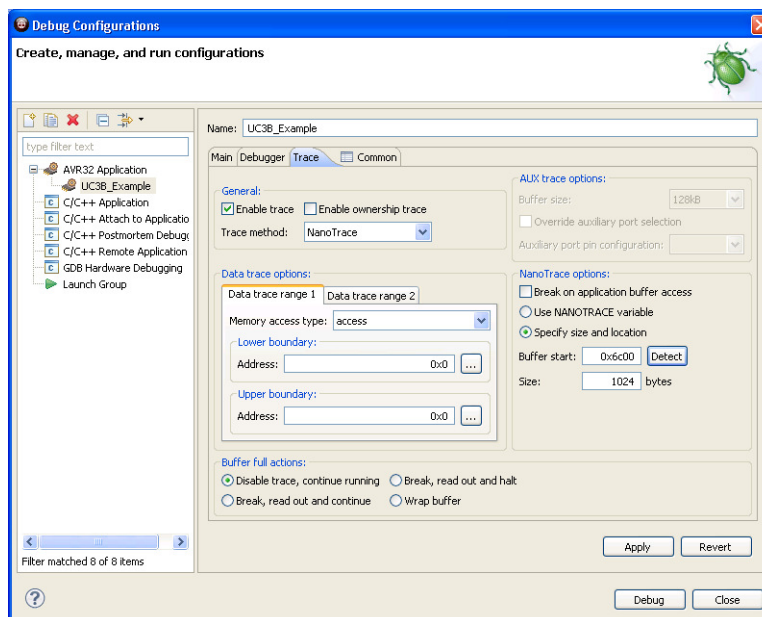 Debug Configurations
Create, manage, and run configurations
type filter text
AVR32 Application
UC3B_Example
C/C++ Application
C/C++ Attach to Applicatio
C/C++ Postmortem Debugg
C/C++ Remote Application
GDB Hardware Debugging
Launch Group
Filter matched 8 of 8 items
Name: UC3B_Example
Main Debugger Trace Common
General:
Enable trace Enable ownership trace
Trace method: NanoTrace
AUX trace options:
Buffer size: 128kB
Override auxiliary port selection
Auxiliary port pin configuration:
Data trace options:
Data trace range 1 Data trace range 2
Memory access type: access
Lower boundary:
Address: 0x0 ...
Upper boundary:
Address: 0x0 ...
NanoTrace options:
Break on application buffer access
Use NANOTRACE variable
Specify size and location
Buffer start: 0x6c00 Detect
Size: 1024 bytes
Buffer full actions:
Disable trace, continue running Break, read out and halt
Break, read out and continue Wrap buffer
Apply Revert
? Debug Close